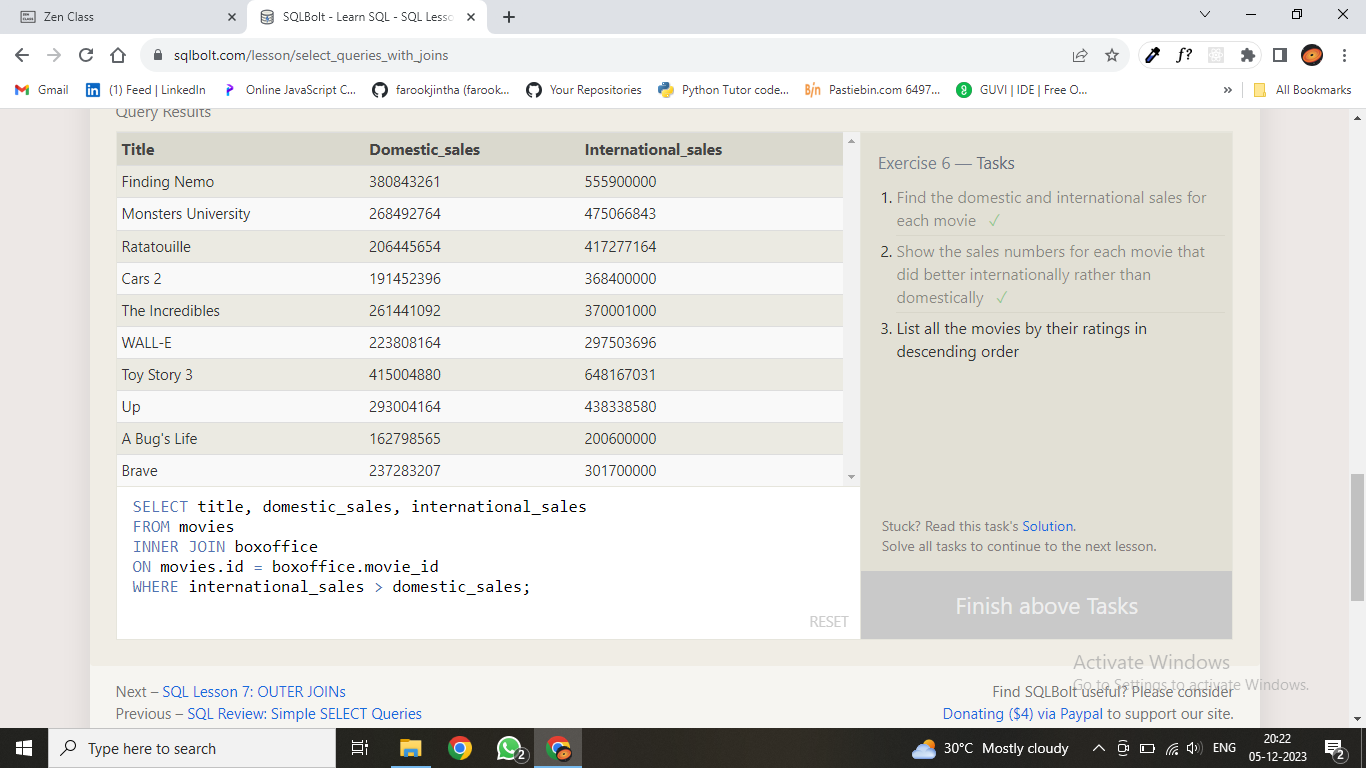 Zen Class
SQLBolt - Learn SQL - SQL Lesso
sqlbolt.com/lesson/select_queries_with_joins
f?
Gmail
(1) Feed | LinkedIn
Online JavaScript C...
farookjintha (farook...
Your Repositories
Python Tutor code...
Pastiebin.com 6497...
GUVI | IDE | Free O...
»
All Bookmarks
Query Results
Title Domestic_sales International_sales
Finding Nemo 380843261 555900000
Monsters University 268492764 475066843
Ratatouille 206445654 417277164
Cars 2 191452396 368400000
The Incredibles 261441092 370001000
WALL-E 223808164 297503696
Toy Story 3 415004880 648167031
Up 293004164 438338580
A Bug's Life 162798565 200600000
Brave 237283207 301700000
SELECT title, domestic_sales, international_sales
FROM movies
INNER JOIN boxoffice
ON movies.id = boxoffice.movie_id
WHERE international_sales > domestic_sales;
RESET
Exercise 6 — Tasks
1. Find the domestic and international sales for
each movie ✓
2. Show the sales numbers for each movie that
did better internationally rather than
domestically ✓
3. List all the movies by their ratings in
descending order
Stuck? Read this task's Solution.
Solve all tasks to continue to the next lesson.
Finish above Tasks
Next – SQL Lesson 7: OUTER JOINs
Previous – SQL Review: Simple SELECT Queries
Find SQLBolt useful? Please consider
Donating ($4) via Paypal to support our site.
Activate Windows
Go to Settings to activate Windows.
Type here to search
2
30°C Mostly cloudy
ENG
20:22
05-12-2023
2